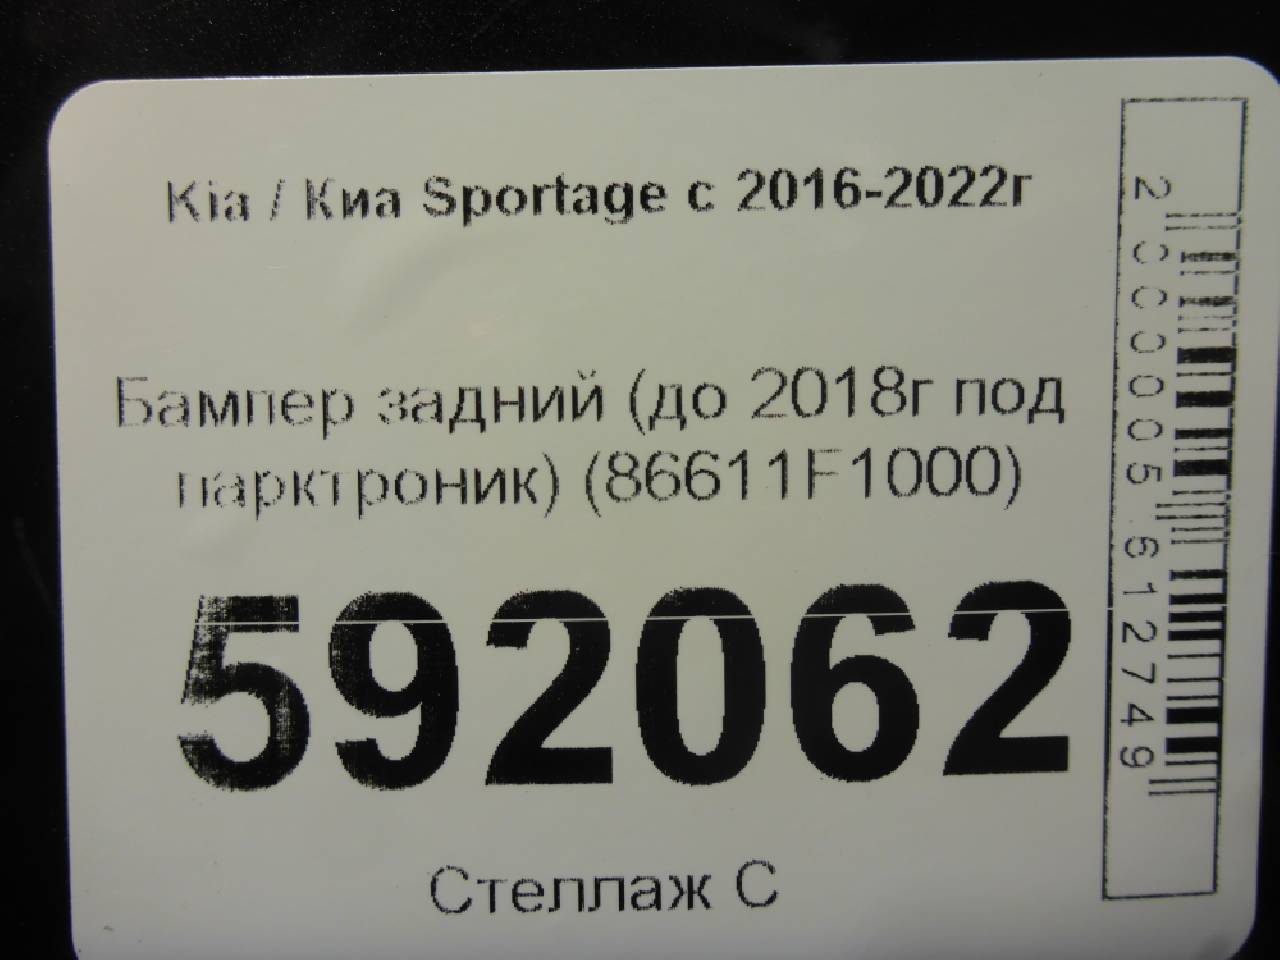 Kia / Киа Sportage с 2016-2022г
Бампер задний (до 2018г под
парктроник) (86611F1000)
592062
Стеллаж С
2000005612749